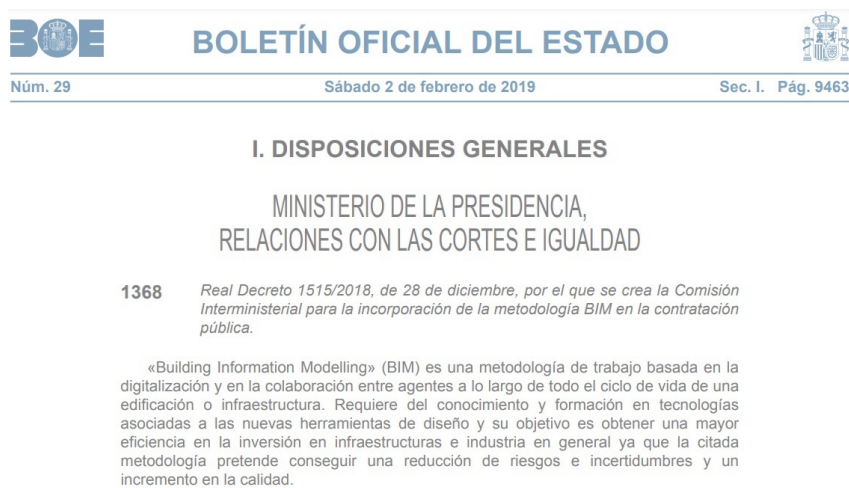 BOE
BOLETÍN OFICIAL DEL ESTADO
Núm. 29
Sábado 2 de febrero de 2019
Sec. I. Pág. 9463
I. DISPOSICIONES GENERALES
MINISTERIO DE LA PRESIDENCIA,
RELACIONES CON LAS CORTES E IGUALDAD
1368 Real Decreto 1515/2018, de 28 de diciembre, por el que se crea la Comisión
Interministerial para la incorporación de la metodología BIM en la contratación
pública.
«Building Information Modelling» (BIM) es una metodología de trabajo basada en la
digitalización y en la colaboración entre agentes a lo largo de todo el ciclo de vida de una
edificación o infraestructura. Requiere del conocimiento y formación en tecnologías
asociadas a las nuevas herramientas de diseño y su objetivo es obtener una mayor
eficiencia en la inversión en infraestructuras e industria en general ya que la citada
metodología pretende conseguir una reducción de riesgos e incertidumbres y un
incremento en la calidad.